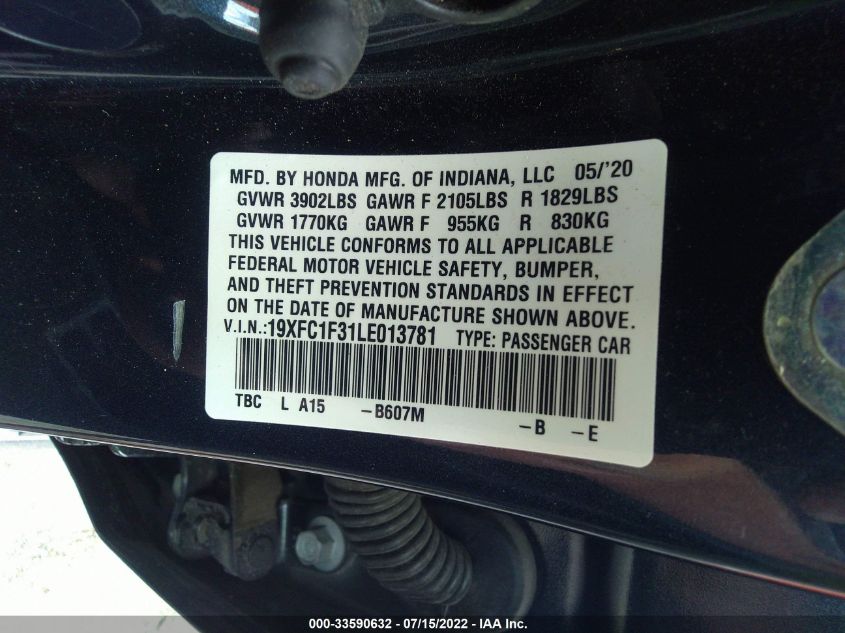 MFD. BY HONDA MFG. OF INDIANA, LLC 05/'20
GVWR 3902LBS GAWR F 2105LBS R 1829LBS
GVWR 1770KG GAWR F 955KG R 830KG
THIS VEHICLE CONFORMS TO ALL APPLICABLE
FEDERAL MOTOR VEHICLE SAFETY, BUMPER,
AND THEFT PREVENTION STANDARDS IN EFFECT
ON THE DATE OF MANUFACTURE SHOWN ABOVE.
V.I.N.:19XFC1F31LE013781 TYPE: PASSENGER CAR
TBC L A15 -B607M -B -E
000-33590632 - 07/15/2022 - IAA Inc.